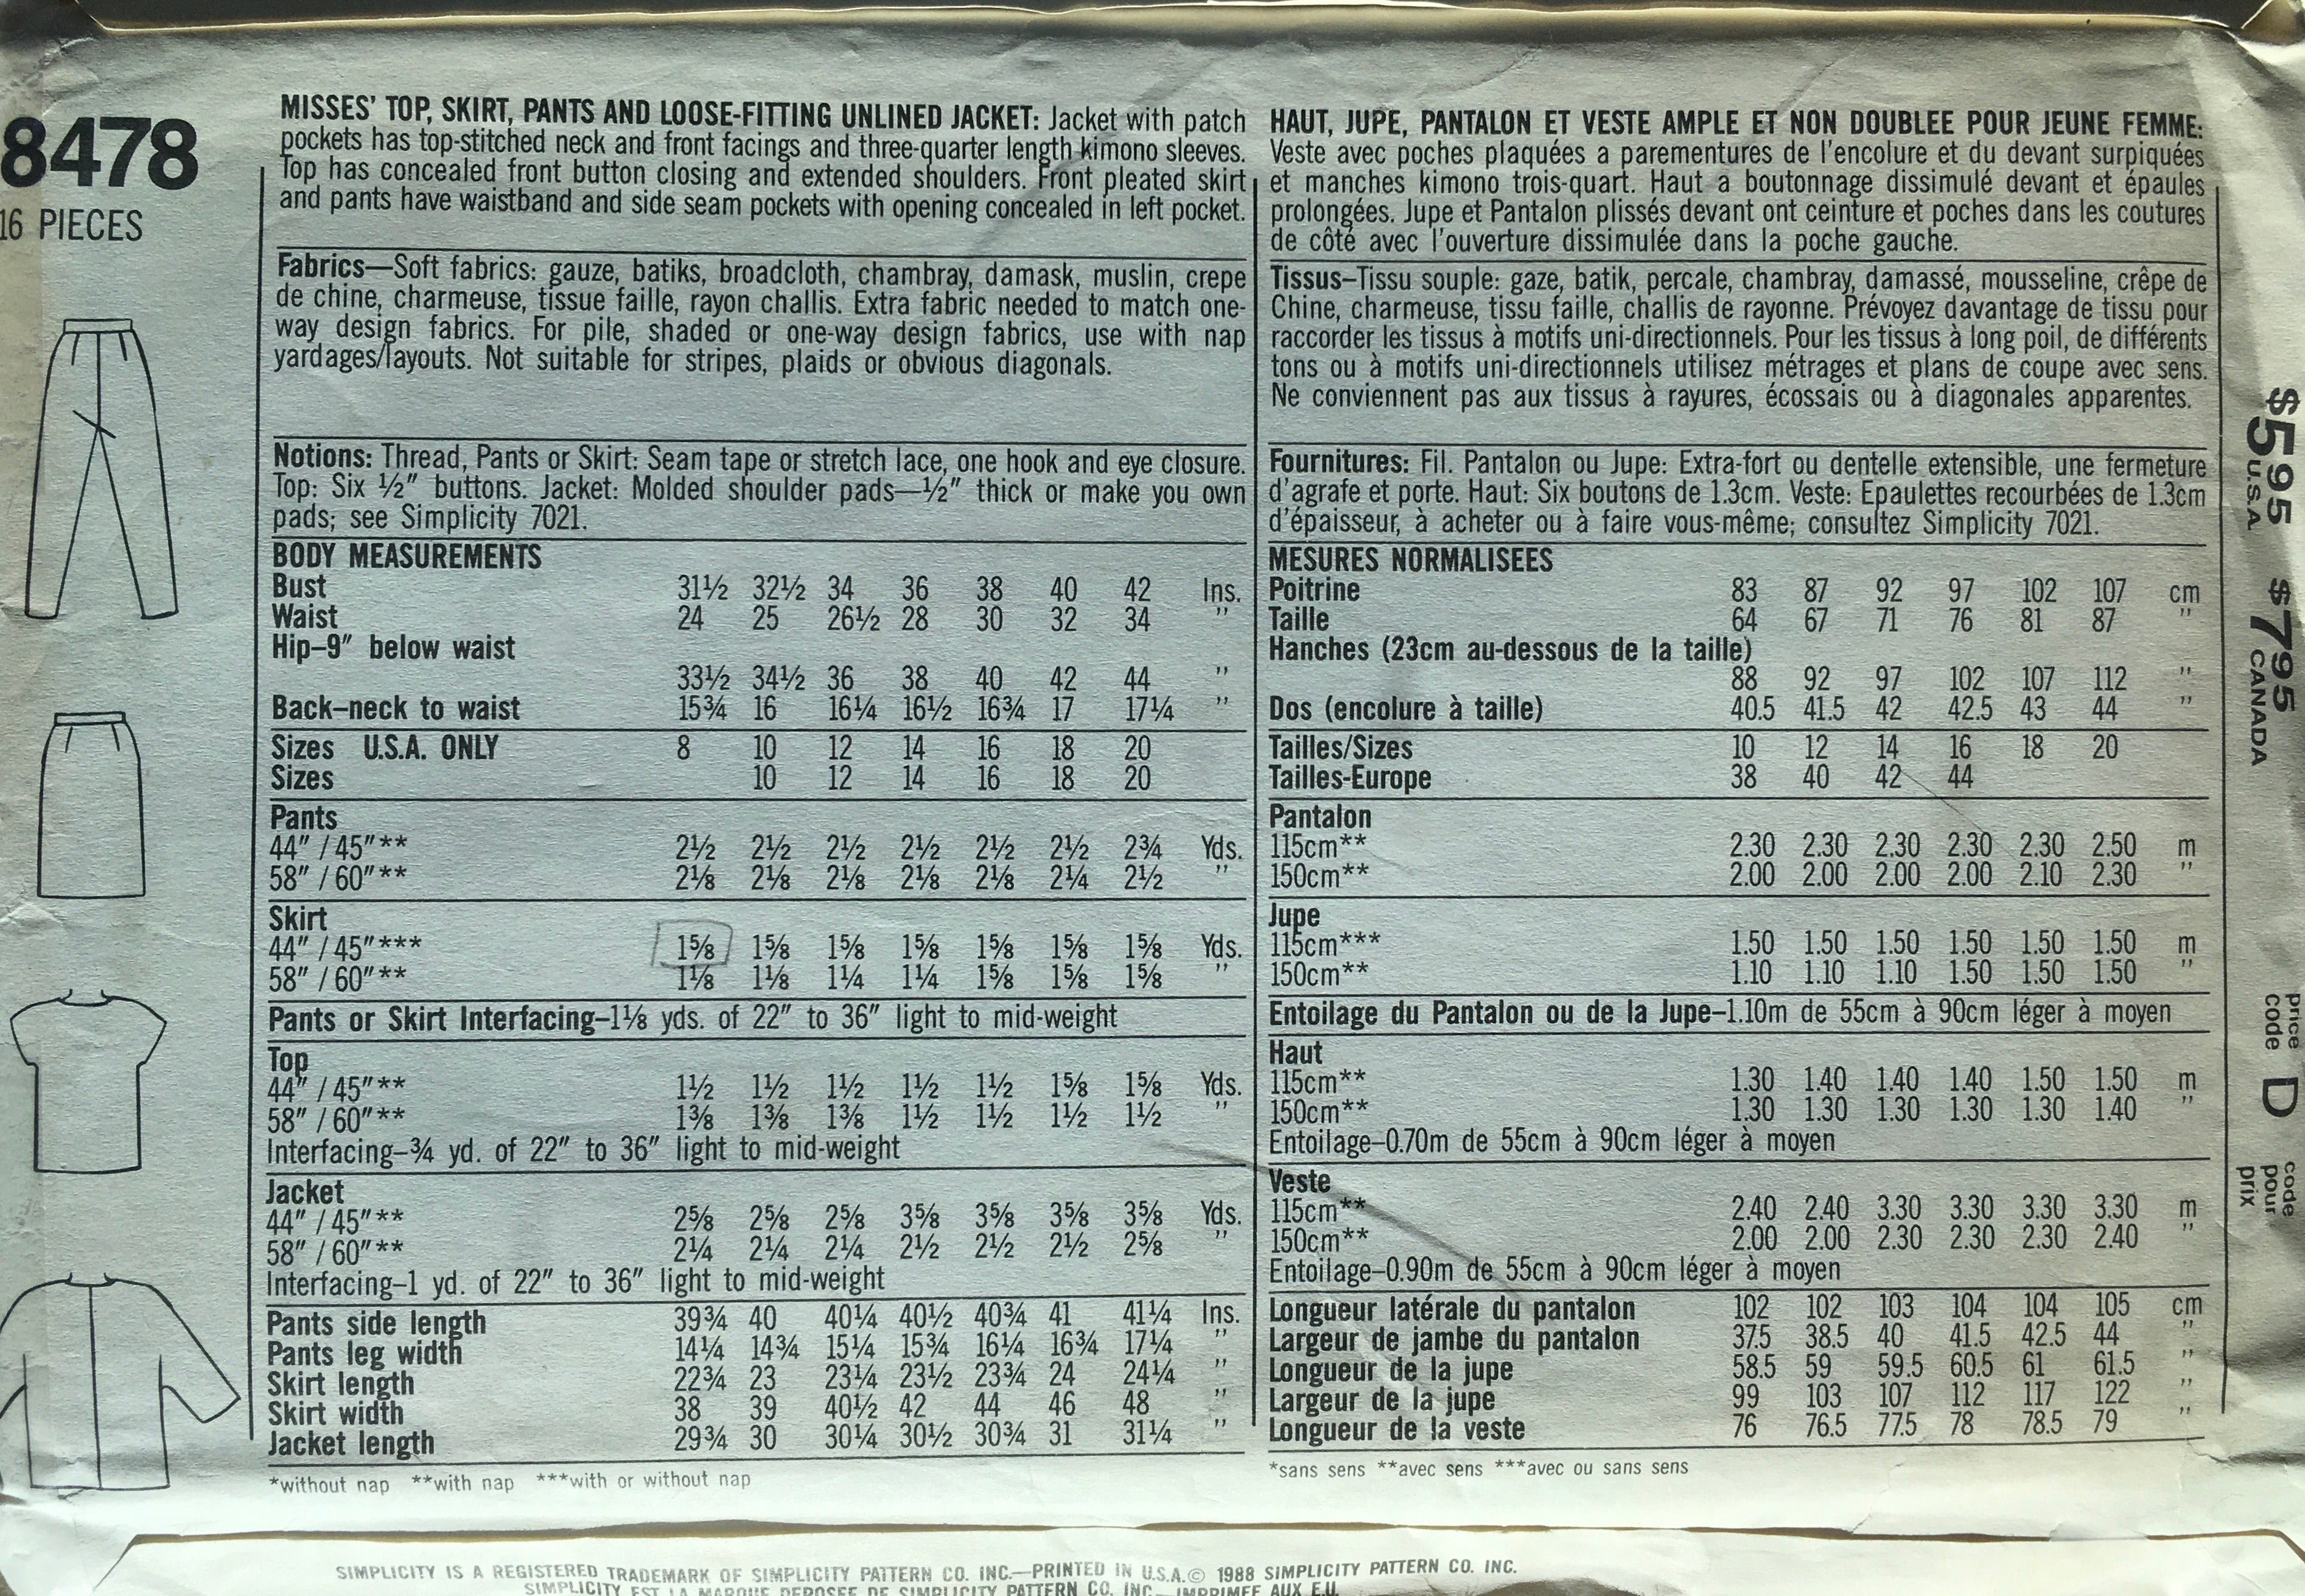 8478
16 PIECES
MISSES' TOP, SKIRT, PANTS AND LOOSE-FITTING UNLINED JACKET: Jacket with patch
pockets has top-stitched neck and front facings and three-quarter length kimono sleeves.
Top has concealed front button closing and extended shoulders. Front pleated skirt
and pants have waistband and side seam pockets with opening concealed in left pocket.
Fabrics—Soft fabrics: gauze, batiks, broadcloth, chambray, damask, muslin, crepe
de chine, charmeuse, tissue faille, rayon challis. Extra fabric needed to match one-
way design fabrics. For pile, shaded or one-way design fabrics, use with nap
yardages/layouts. Not suitable for stripes, plaids or obvious diagonals.
Notions: Thread, Pants or Skirt: Seam tape or stretch lace, one hook and eye closure.
Top: Six ½" buttons. Jacket: Molded shoulder pads—½" thick or make you own
pads; see Simplicity 7021.
BODY MEASUREMENTS
Bust 31½ 32½ 34 36 38 40 42 Ins.
Waist 24 25 26½ 28 30 32 34 "
Hip–9" below waist
33½ 34½ 36 38 40 42 44 "
Back–neck to waist 15¾ 16 16¼ 16½ 16¾ 17 17¼ "
Sizes U.S.A. ONLY 8 10 12 14 16 18 20
Sizes 10 12 14 16 18 20
Pants
44" / 45"** 2½ 2½ 2½ 2½ 2½ 2½ 2¾ Yds.
58" / 60"** 2⅛ 2⅛ 2⅛ 2⅛ 2⅛ 2¼ 2½ "
Skirt
44" / 45"*** 1⅝ 1⅝ 1⅝ 1⅝ 1⅝ 1⅝ 1⅝ Yds.
58" / 60"** 1⅛ 1⅛ 1¼ 1¼ 1⅝ 1⅝ 1⅝ "
Pants or Skirt Interfacing–1⅛ yds. of 22" to 36" light to mid-weight
Top
44" / 45"** 1½ 1½ 1½ 1½ 1½ 1⅝ 1⅝ Yds.
58" / 60"** 1⅜ 1⅜ 1⅜ 1½ 1½ 1½ 1½ "
Interfacing–¾ yd. of 22" to 36" light to mid-weight
Jacket
44" / 45"** 2⅝ 2⅝ 2⅝ 3⅝ 3⅝ 3⅝ 3⅝ Yds.
58" / 60"** 2¼ 2¼ 2¼ 2½ 2½ 2½ 2⅝ "
Interfacing–1 yd. of 22" to 36" light to mid-weight
Pants side length 39¾ 40 40¼ 40½ 40¾ 41 41¼ Ins.
Pants leg width 14¼ 14¾ 15¼ 15¾ 16¼ 16¾ 17¼ "
Skirt length 22¾ 23 23¼ 23½ 23¾ 24 24¼ "
Skirt width 38 39 40½ 42 44 46 48 "
Jacket length 29¾ 30 30¼ 30½ 30¾ 31 31¼ "
*without nap **with nap ***with or without nap
HAUT, JUPE, PANTALON ET VESTE AMPLE ET NON DOUBLEE POUR JEUNE FEMME:
Veste avec poches plaquées a parementures de l'encolure et du devant surpiquées
et manches kimono trois-quart. Haut a boutonnage dissimulé devant et épaules
prolongées. Jupe et Pantalon plissés devant ont ceinture et poches dans les coutures
de côté avec l'ouverture dissimulée dans la poche gauche.
Tissus–Tissu souple: gaze, batik, percale, chambray, damassé, mousseline, crêpe de
Chine, charmeuse, tissu faille, challis de rayonne. Prévoyez davantage de tissu pour
raccorder les tissus à motifs uni-directionnels. Pour les tissus à long poil, de différents
tons ou à motifs uni-directionnels utilisez métrages et plans de coupe avec sens.
Ne conviennent pas aux tissus à rayures, écossais ou à diagonales apparentes.
Fournitures: Fil. Pantalon ou Jupe: Extra-fort ou dentelle extensible, une fermeture
d'agrafe et porte. Haut: Six boutons de 1.3cm. Veste: Epaulettes recourbées de 1.3cm
d'épaisseur, à acheter ou à faire vous-même; consultez Simplicity 7021.
MESURES NORMALISEES
Poitrine 83 87 92 97 102 107 cm
Taille 64 67 71 76 81 87 "
Hanches (23cm au-dessous de la taille)
88 92 97 102 107 112 "
Dos (encolure à taille) 40.5 41.5 42 42.5 43 44 "
Tailles/Sizes 10 12 14 16 18 20
Tailles-Europe 38 40 42 44
Pantalon
115cm** 2.30 2.30 2.30 2.30 2.30 2.50 m
150cm** 2.00 2.00 2.00 2.00 2.10 2.30 "
Jupe
115cm*** 1.50 1.50 1.50 1.50 1.50 1.50 m
150cm** 1.10 1.10 1.10 1.50 1.50 1.50 "
Entoilage du Pantalon ou de la Jupe–1.10m de 55cm à 90cm léger à moyen
Haut
115cm** 1.30 1.40 1.40 1.40 1.50 1.50 m
150cm** 1.30 1.30 1.30 1.30 1.30 1.40 "
Entoilage–0.70m de 55cm à 90cm léger à moyen
Veste
115cm** 2.40 2.40 3.30 3.30 3.30 3.30 m
150cm** 2.00 2.00 2.30 2.30 2.30 2.40 "
Entoilage–0.90m de 55cm à 90cm léger à moyen
Longueur latérale du pantalon 102 102 103 104 104 105 cm
Largeur de jambe du pantalon 37.5 38.5 40 41.5 42.5 44 "
Longueur de la jupe 58.5 59 59.5 60.5 61 61.5 "
Largeur de la jupe 99 103 107 112 117 122 "
Longueur de la veste 76 76.5 77.5 78 78.5 79 "
*sans sens **avec sens ***avec ou sans sens
$5 95 U.S.A. $7 95 CANADA
price code D code pour prix
SIMPLICITY IS A REGISTERED TRADEMARK OF SIMPLICITY PATTERN CO. INC.—PRINTED IN U.S.A.© 1988 SIMPLICITY PATTERN CO. INC.
SIMPLICITY EST LA MARQUE DEPOSEE DE SIMPLICITY PATTERN CO. INC.— IMPRIMEE AUX E.U.